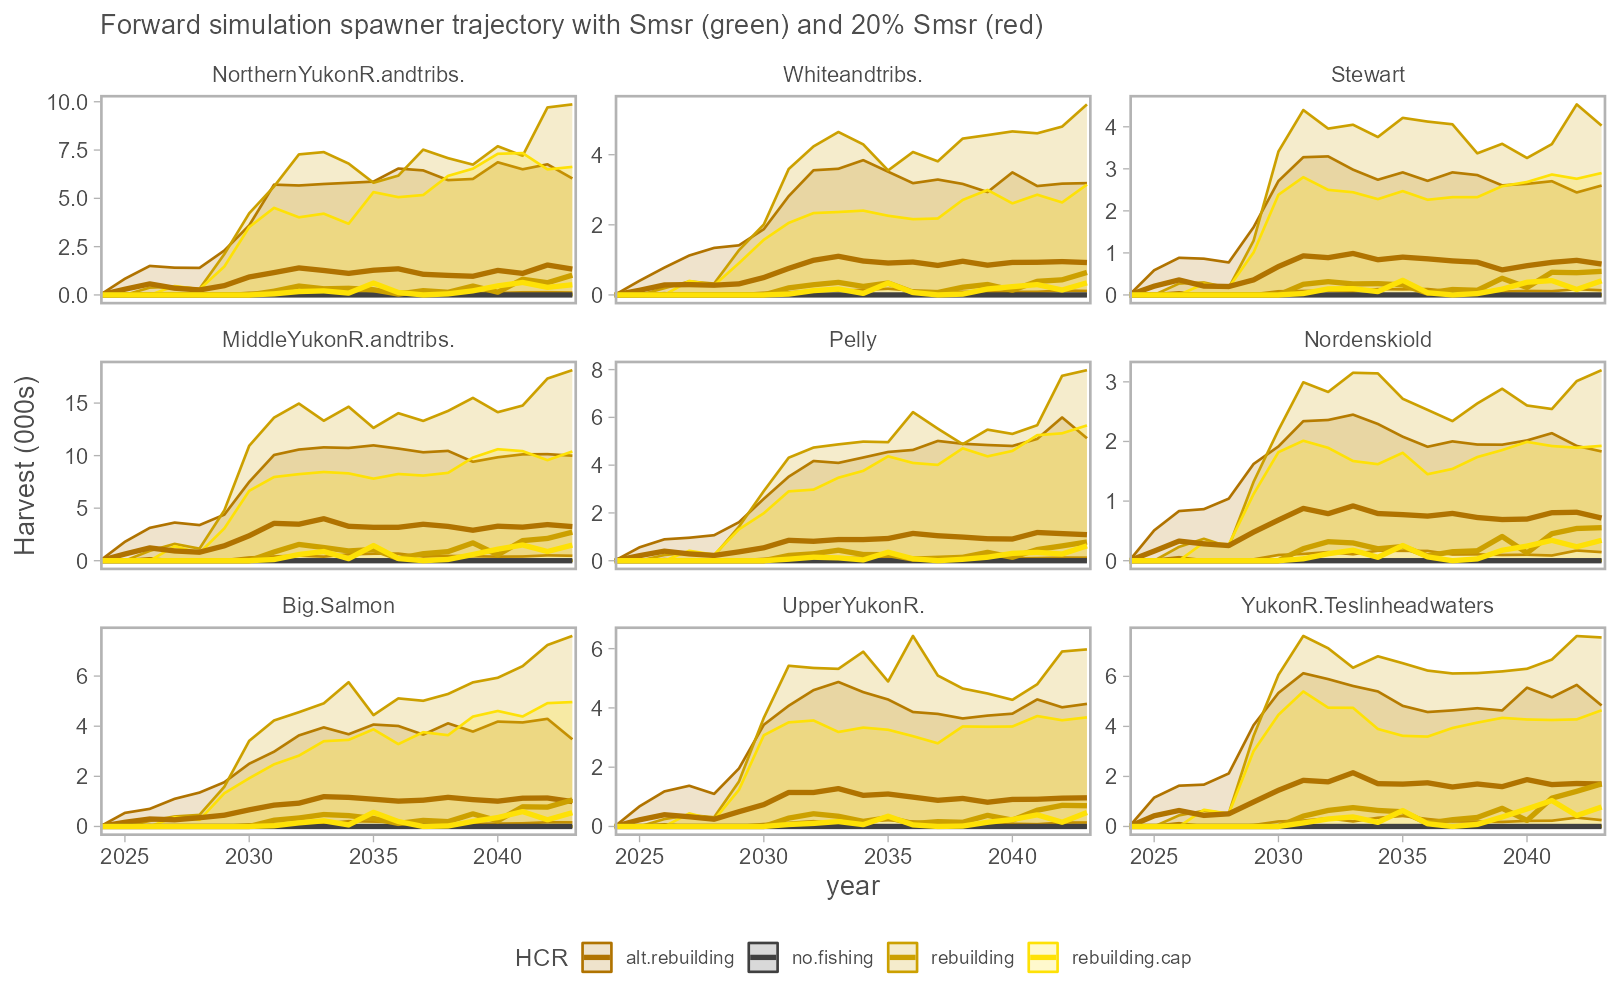 Forward simulation spawner trajectory with Smsr (green) and 20% Smsr (red)
NorthernYukonR.andtribs.
Whiteandtribs.
Stewart
10.0
7.5
5.0
2.5
0.0
4
2
0
4
3
2
1
0
MiddleYukonR.andtribs.
Pelly
Nordenskiold
15
10
5
0
8
6
4
2
0
3
2
1
0
Harvest (000s)
Big.Salmon
UpperYukonR.
YukonR.Teslinheadwaters
6
4
2
0
6
4
2
0
6
4
2
0
2025 2030 2035 2040
2025 2030 2035 2040
2025 2030 2035 2040
year
HCR alt.rebuilding no.fishing rebuilding rebuilding.cap